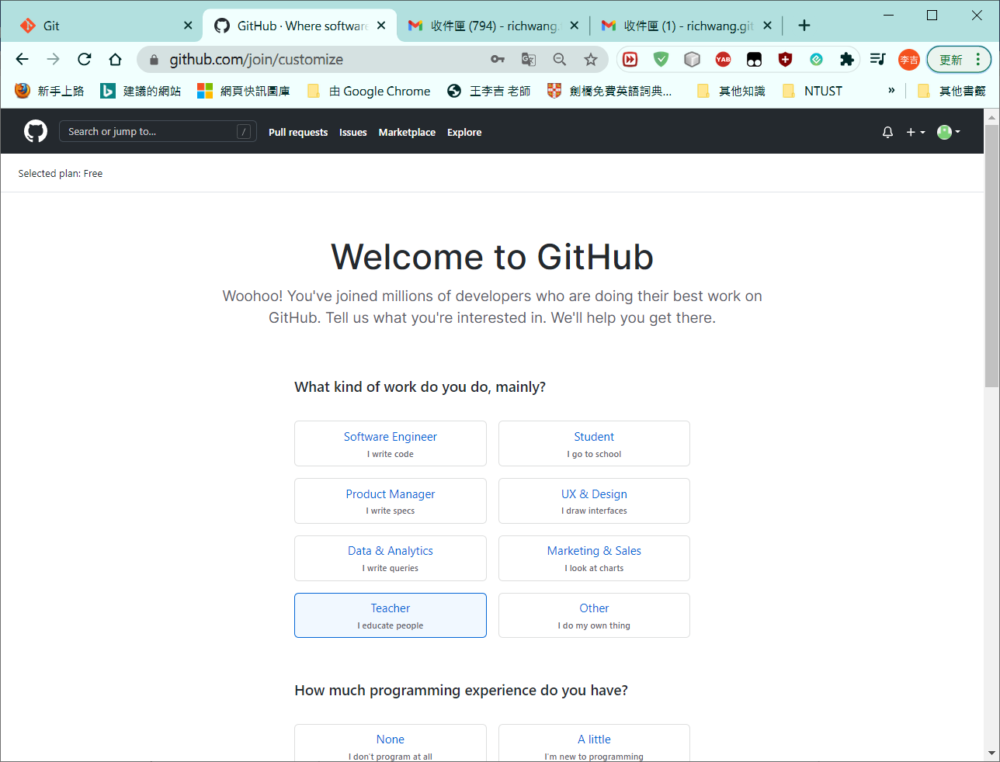 Git
GitHub · Where software
收件匣 (794) - richwang.
收件匣 (1) - richwang.git
github.com/join/customize
YAB
李吉
更新
新手上路
建議的網站
網頁快訊圖庫
由 Google Chrome
王李吉 老師
劍橋免費英語詞典...
其他知識
NTUST
»
其他書籤
Search or jump to...
/
Pull requests
Issues
Marketplace
Explore
Selected plan: Free
Welcome to GitHub
Woohoo! You've joined millions of developers who are doing their best work on
GitHub. Tell us what you're interested in. We'll help you get there.
What kind of work do you do, mainly?
Software Engineer
I write code
Student
I go to school
Product Manager
I write specs
UX & Design
I draw interfaces
Data & Analytics
I write queries
Marketing & Sales
I look at charts
Teacher
I educate people
Other
I do my own thing
How much programming experience do you have?
None
I don't program at all
A little
I'm new to programming